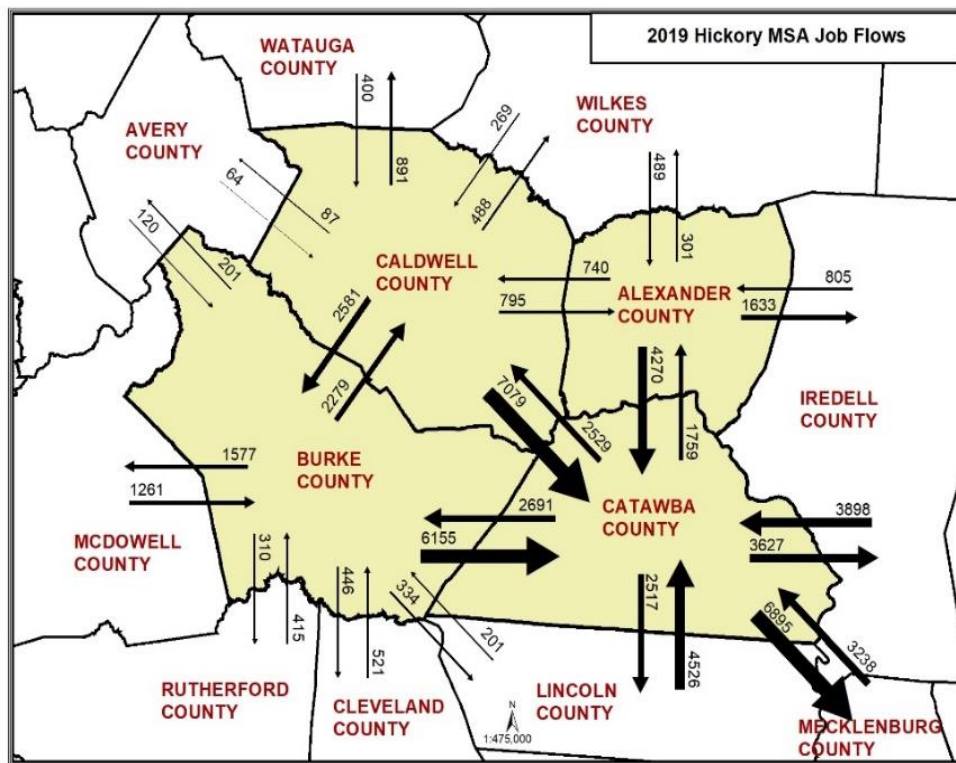 2019 Hickory MSA Job Flows
WATAUGA
COUNTY
400
891
WILKES
COUNTY
269
488
489
301
AVERY
COUNTY
64
87
120
201
CALDWELL
COUNTY
740
795
ALEXANDER
COUNTY
805
1633
2581
2279
4270
1759
7079
2529
IREDELL
COUNTY
BURKE
COUNTY
1577
1261
CATAWBA
COUNTY
2691
6155
3898
3627
MCDOWELL
COUNTY
310
415
446
521
334
201
2517
4526
6895
3238
RUTHERFORD
COUNTY
CLEVELAND
COUNTY
LINCOLN
COUNTY
N
1:475,000
MECKLENBURG
COUNTY